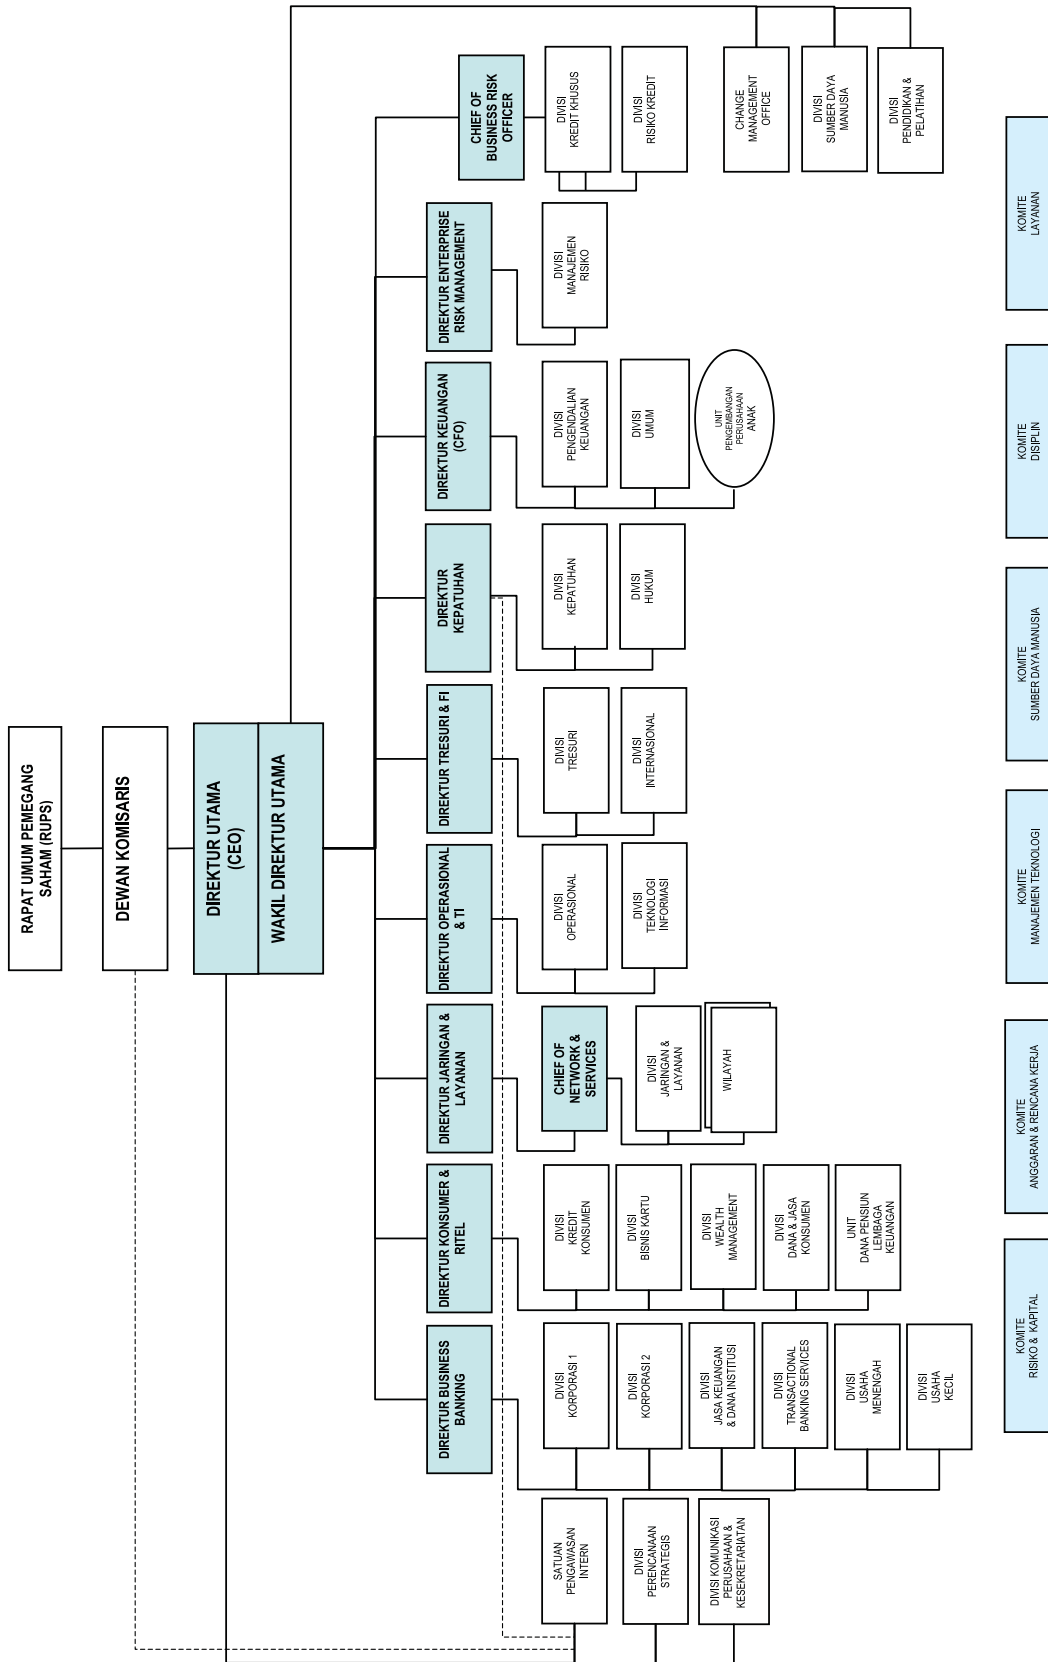 RAPAT UMUM PEMEGANG
SAHAM (RUPS)
DEWAN KOMISARIS
DIREKTUR UTAMA
(CEO)
WAKIL DIREKTUR UTAMA
DIREKTUR BUSINESS
BANKING
DIREKTUR KONSUMER &
RITEL
DIREKTUR JARINGAN &
LAYANAN
DIREKTUR OPERASIONAL
& TI
DIREKTUR TRESURI & FI
DIREKTUR
KEPATUHAN
DIREKTUR KEUANGAN
(CFO)
DIREKTUR ENTERPRISE
RISK MANAGEMENT
CHIEF OF
BUSINESS RISK
OFFICER
SATUAN
PENGAWASAN
INTERN
DIVISI
PERENCANAAN
STRATEGIS
DIVISI KOMUNIKASI
PERUSAHAAN &
KESEKRETARIATAN
DIVISI
KORPORASI 1
DIVISI
KORPORASI 2
DIVISI
JASA KEUANGAN
& DANA INSTITUSI
DIVISI
TRANSACTIONAL
BANKING SERVICES
DIVISI
USAHA
MENENGAH
DIVISI
USAHA
KECIL
DIVISI
KREDIT
KONSUMEN
DIVISI
BISNIS KARTU
DIVISI
WEALTH
MANAGEMENT
DIVISI
DANA & JASA
KONSUMEN
UNIT
DANA PENSIUN
LEMBAGA
KEUANGAN
CHIEF OF
NETWORK &
SERVICES
DIVISI
JARINGAN &
LAYANAN
WILAYAH
DIVISI
OPERASIONAL
DIVISI
TEKNOLOGI
INFORMASI
DIVISI
TRESURI
DIVISI
INTERNASIONAL
DIVISI
KEPATUHAN
DIVISI
HUKUM
DIVISI
PENGENDALIAN
KEUANGAN
DIVISI
UMUM
UNIT
PENGEMBANGAN
PERUSAHAAN
ANAK
DIVISI
MANAJEMEN
RISIKO
DIVISI
KREDIT KHUSUS
DIVISI
RISIKO KREDIT
CHANGE
MANAGEMENT
OFFICE
DIVISI
SUMBER DAYA
MANUSIA
DIVISI
PENDIDIKAN &
PELATIHAN
KOMITE
RISIKO & KAPITAL
KOMITE
ANGGARAN & RENCANA KERJA
KOMITE
MANAJEMEN TEKNOLOGI
KOMITE
SUMBER DAYA MANUSIA
KOMITE
DISIPLIN
KOMITE
LAYANAN